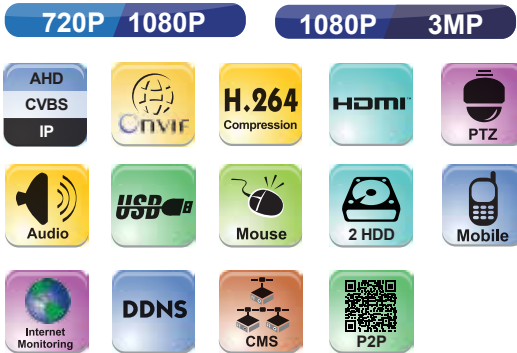 720P 1080P
1080P 3MP
AHD
CVBS
IP
ONVIF
H.264
Compression
HDMI
PTZ
Audio
USB
Mouse
2 HDD
Mobile
Internet
Monitoring
DDNS
CMS
P2P